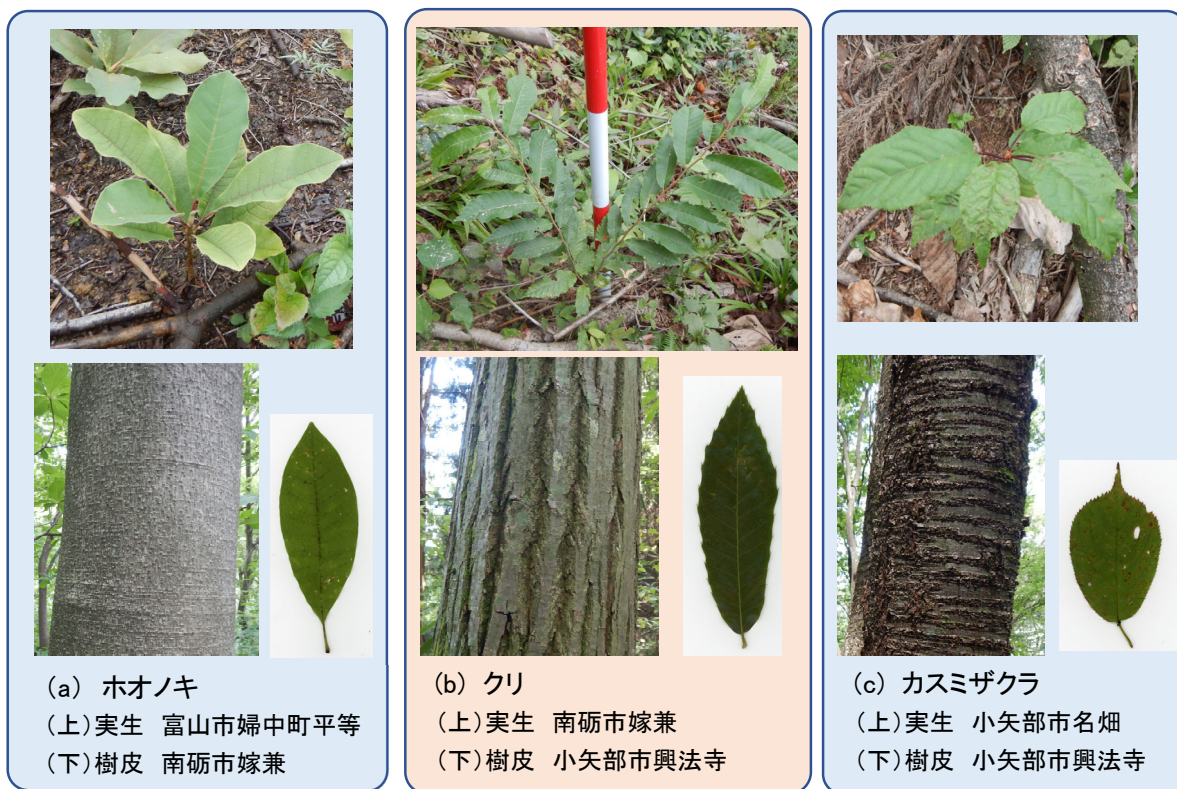 (a) ホオノキ
(上)実生 富山市婦中町平等
(下)樹皮 南砺市嫁兼
(b) クリ
(上)実生 南砺市嫁兼
(下)樹皮 小矢部市興法寺
(c) カスミザクラ
(上)実生 小矢部市名畑
(下)樹皮 小矢部市興法寺